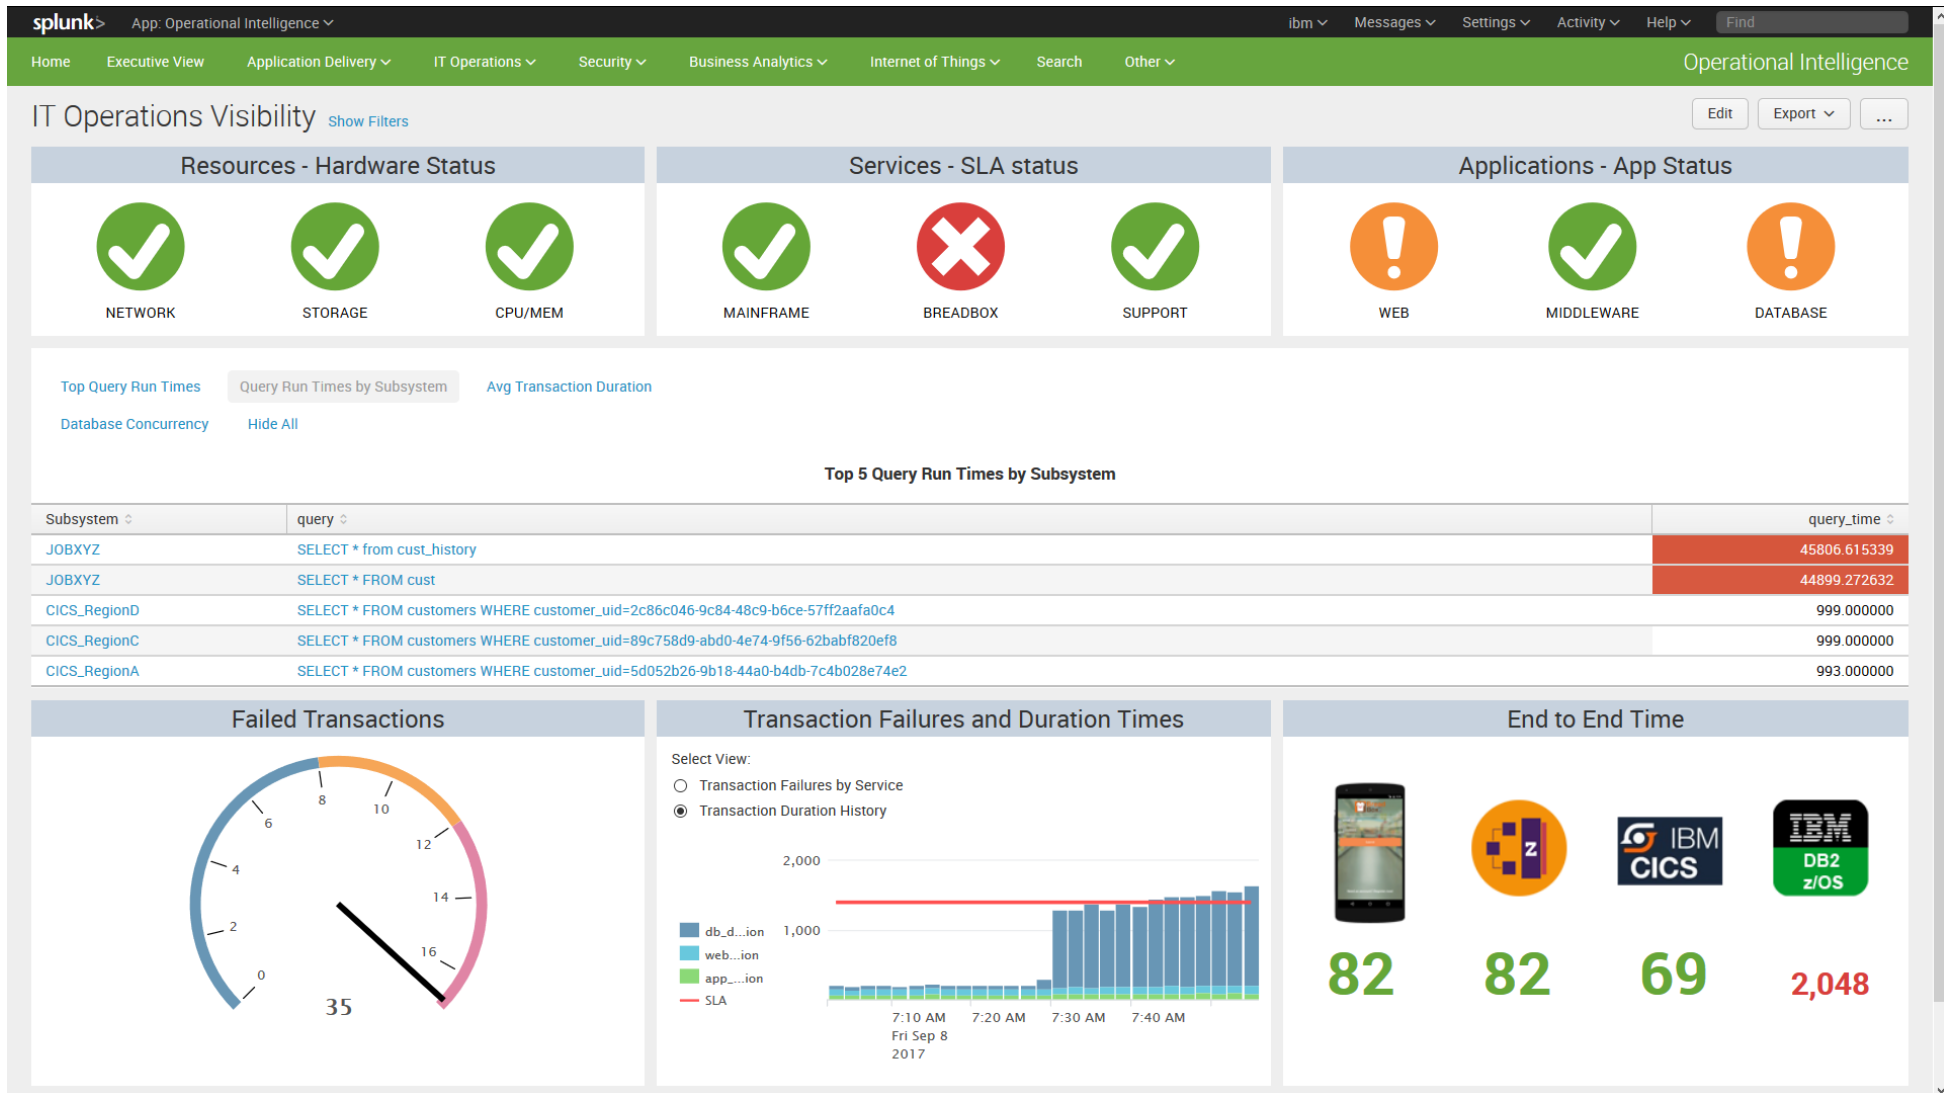 splunk> App: Operational Intelligence ibm Messages Settings Activity Help Find
Home Executive View Application Delivery IT Operations Security Business Analytics Internet of Things Search Other Operational Intelligence
IT Operations Visibility Show Filters Edit Export ...
Resources - Hardware Status
NETWORK STORAGE CPU/MEM
Services - SLA status
MAINFRAME BREADBOX SUPPORT
Applications - App Status
WEB MIDDLEWARE DATABASE
Top Query Run Times Query Run Times by Subsystem Avg Transaction Duration
Database Concurrency Hide All
Top 5 Query Run Times by Subsystem
Subsystem query query_time
JOBXYZ SELECT * from cust_history 45806.615339
JOBXYZ SELECT * FROM cust 44899.272632
CICS_RegionD SELECT * FROM customers WHERE customer_uid=2c86c046-9c84-48c9-b6ce-57ff2aafa0c4 999.000000
CICS_RegionC SELECT * FROM customers WHERE customer_uid=89c758d9-abd0-4e74-9f56-62babf820ef8 999.000000
CICS_RegionA SELECT * FROM customers WHERE customer_uid=5d052b26-9b18-44a0-b4db-7c4b028e74e2 993.000000
Failed Transactions
0 2 4 6 8 10 12 14 16
35
Transaction Failures and Duration Times
Select View:
Transaction Failures by Service
Transaction Duration History
2,000
1,000
db_d...ion
web...ion
app_...ion
SLA
7:10 AM 7:20 AM 7:30 AM 7:40 AM
Fri Sep 8
2017
End to End Time
z
IBM
CICS
IBM
DB2
z/OS
82 82 69 2,048